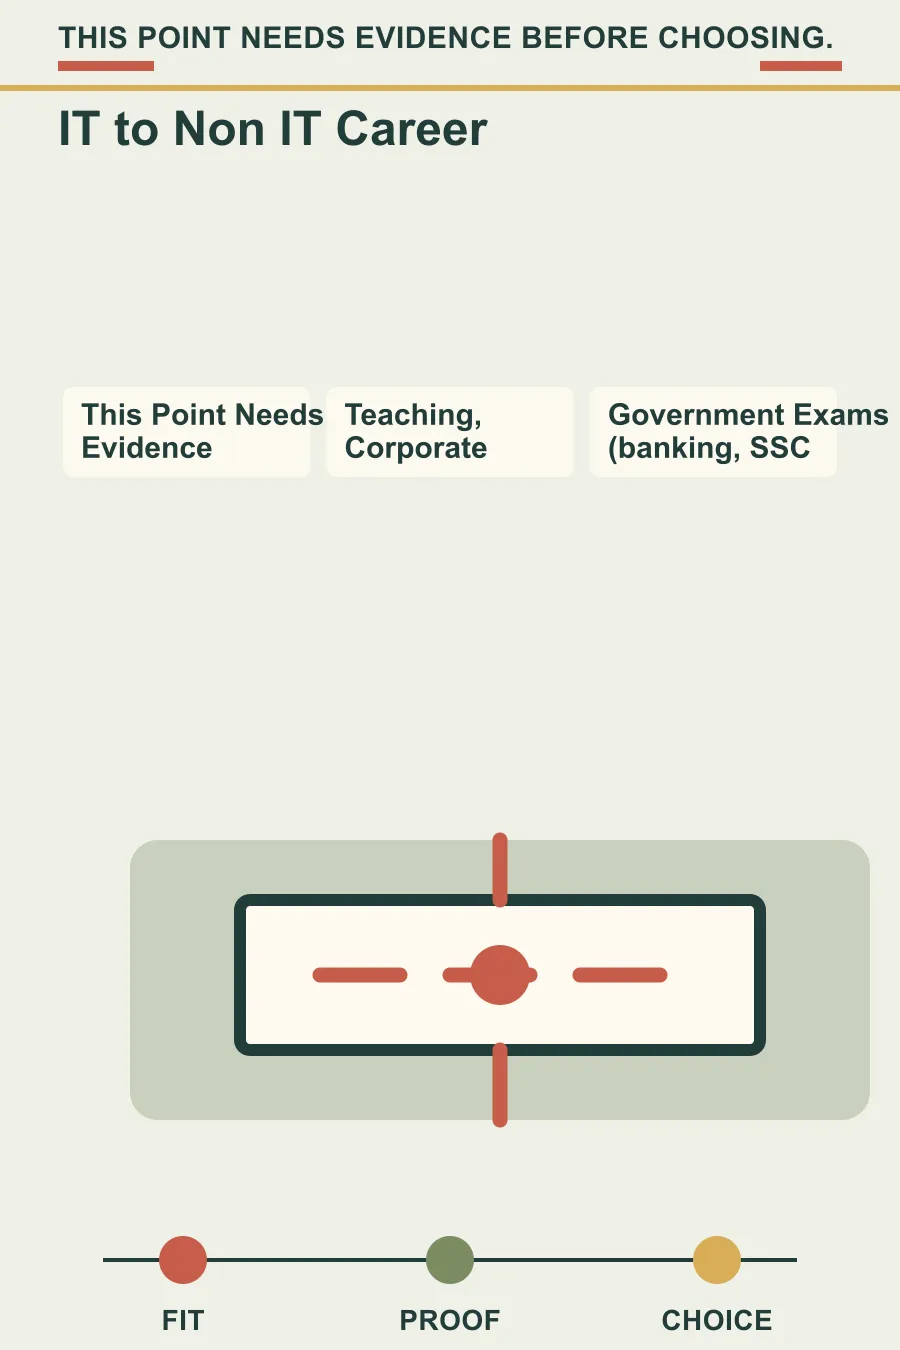 THIS POINT NEEDS EVIDENCE BEFORE CHOOSING.
IT to Non IT Career
This Point Needs
Evidence
Teaching,
Corporate
Government Exams
(banking, SSC
FIT
PROOF
CHOICE